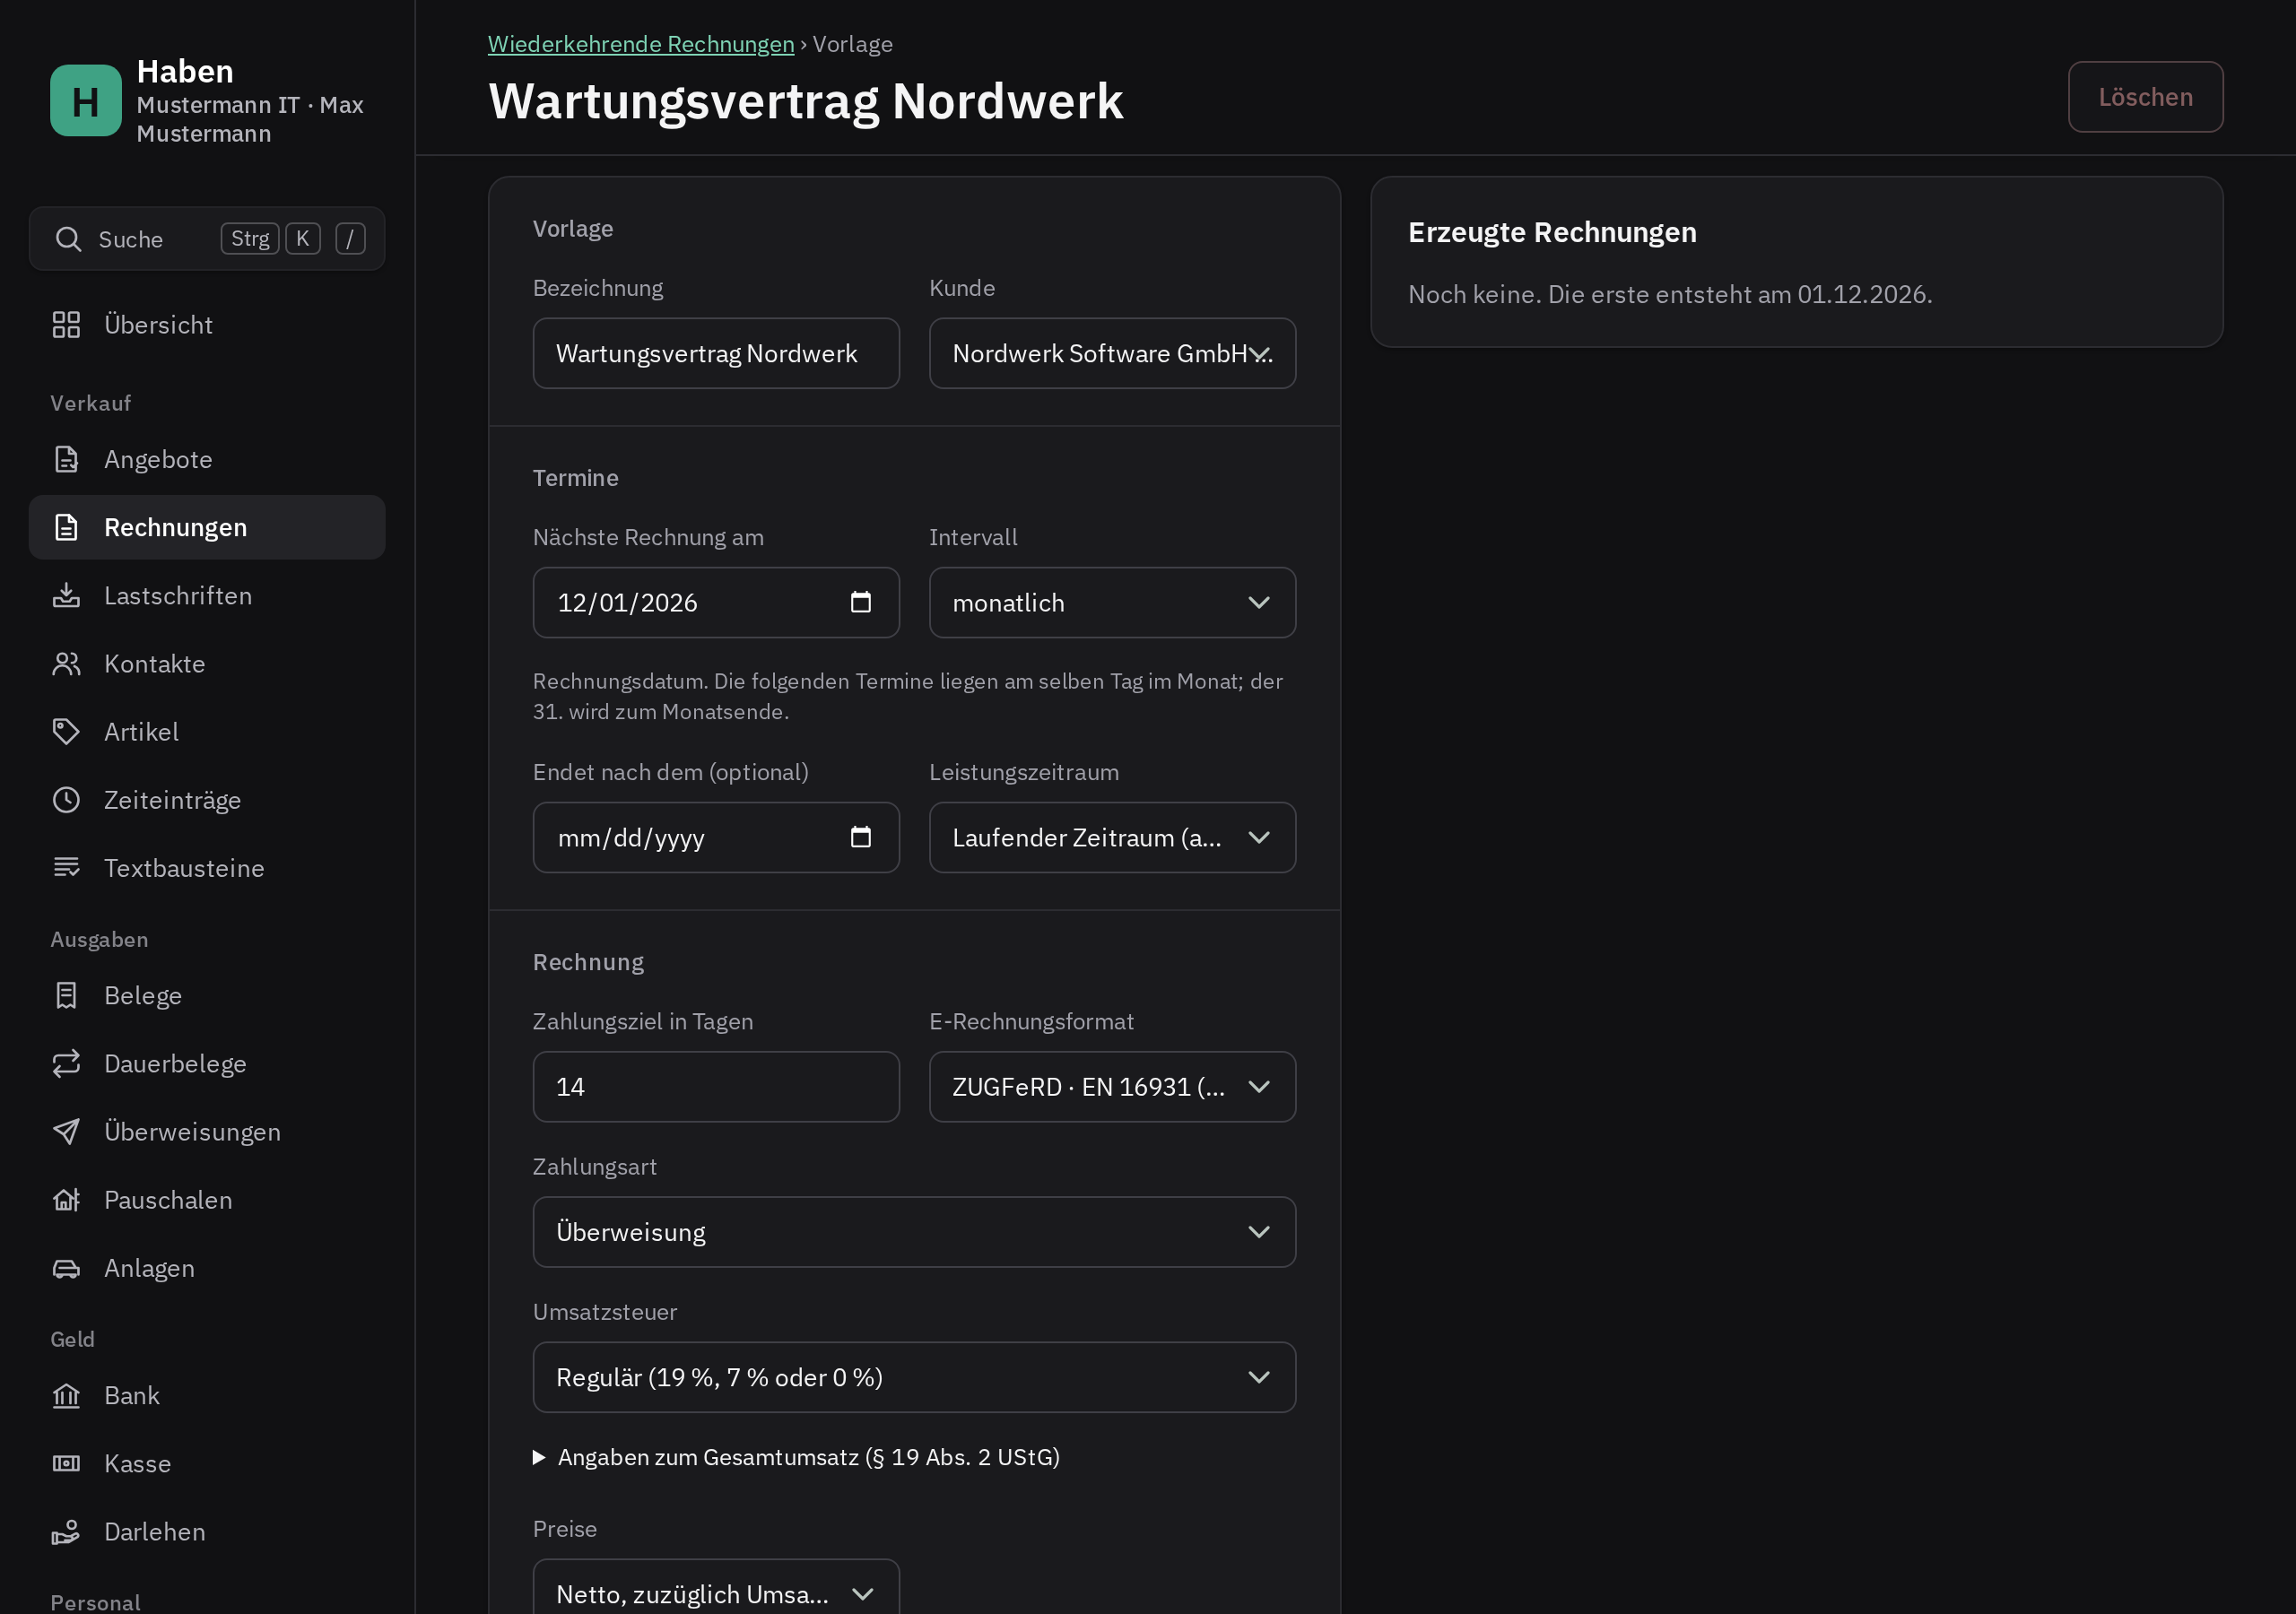 H
Haben
Mustermann IT · Max
Mustermann
Suche Strg K /
Übersicht
Verkauf
Angebote
Rechnungen
Lastschriften
Kontakte
Artikel
Zeiteinträge
Textbausteine
Ausgaben
Belege
Dauerbelege
Überweisungen
Pauschalen
Anlagen
Geld
Bank
Kasse
Darlehen
Personal
Wiederkehrende Rechnungen › Vorlage
Wartungsvertrag Nordwerk
Löschen
Vorlage
Bezeichnung Kunde
Wartungsvertrag Nordwerk Nordwerk Software GmbH ...
Termine
Nächste Rechnung am Intervall
12/01/2026 monatlich
Rechnungsdatum. Die folgenden Termine liegen am selben Tag im Monat; der
31. wird zum Monatsende.
Endet nach dem (optional) Leistungszeitraum
mm/dd/yyyy Laufender Zeitraum (a...
Rechnung
Zahlungsziel in Tagen E-Rechnungsformat
14 ZUGFeRD · EN 16931 (...
Zahlungsart
Überweisung
Umsatzsteuer
Regulär (19 %, 7 % oder 0 %)
Angaben zum Gesamtumsatz (§ 19 Abs. 2 UStG)
Preise
Netto, zuzüglich Umsa...
Erzeugte Rechnungen
Noch keine. Die erste entsteht am 01.12.2026.